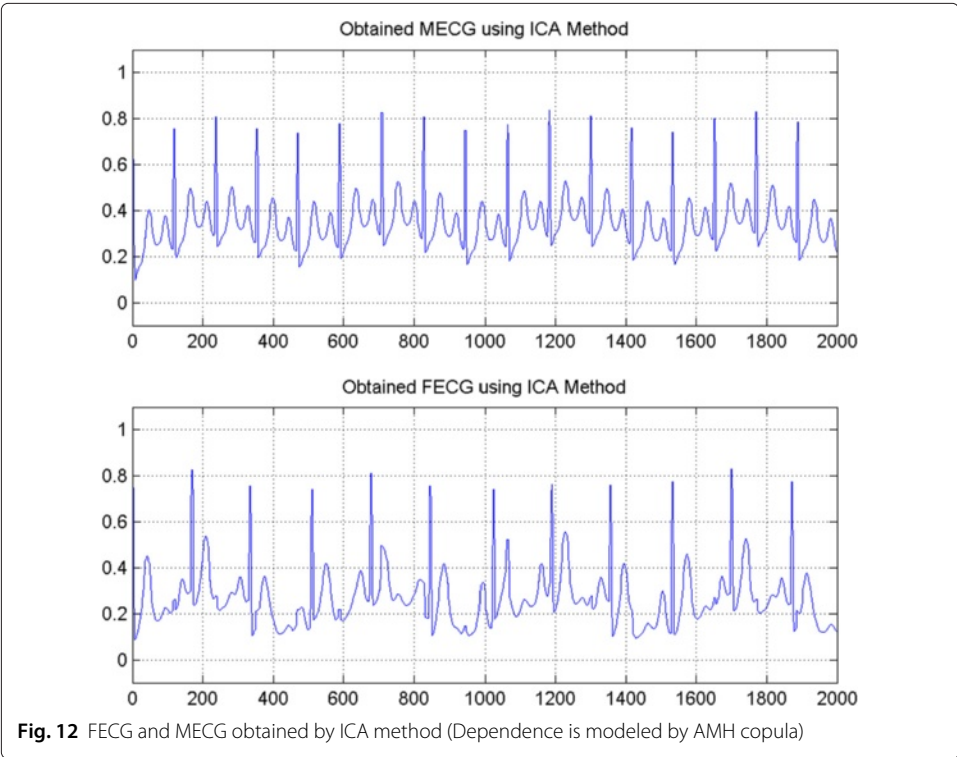 Obtained MECG using ICA Method
1
0.8
0.6
0.4
0.2
0
0 200 400 600 800 1000 1200 1400 1600 1800 2000
Obtained FECG using ICA Method
1
0.8
0.6
0.4
0.2
0
0 200 400 600 800 1000 1200 1400 1600 1800 2000
Fig. 12 FECG and MECG obtained by ICA method (Dependence is modeled by AMH copula)